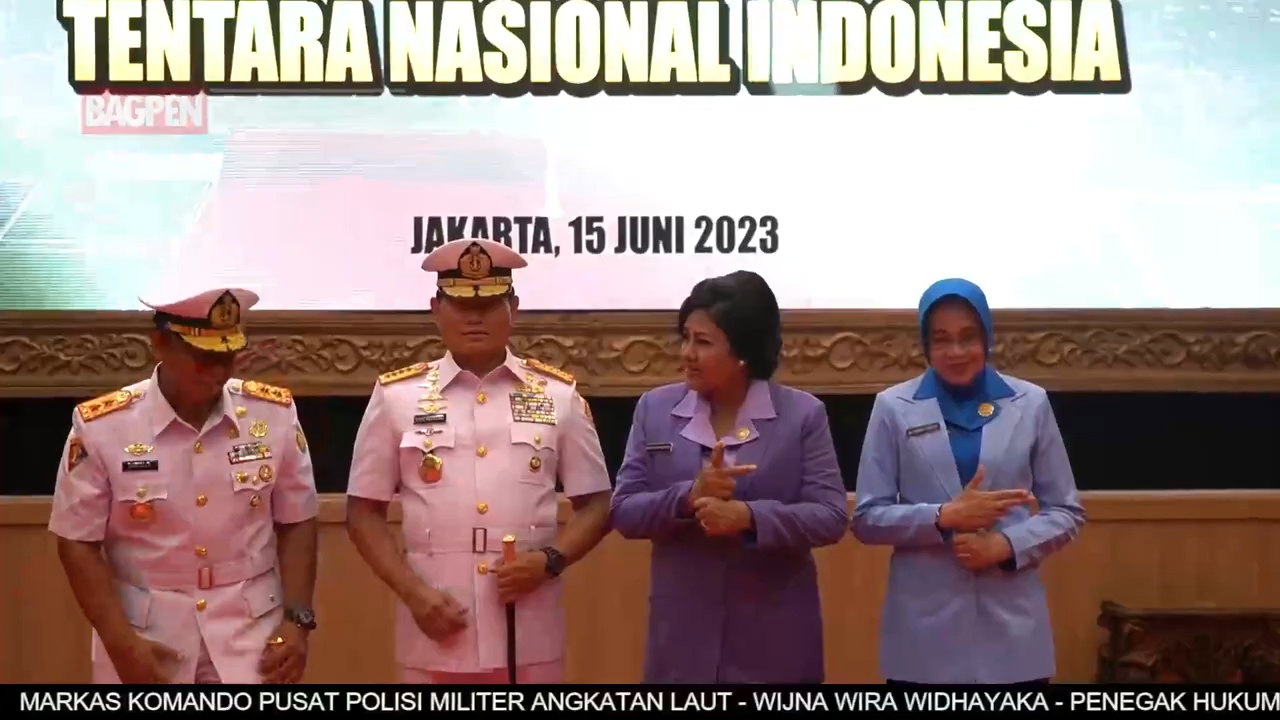 TENTARA NASIONAL INDONESIA
BAGPEN
JAKARTA, 15 JUNI 2023
MARKAS KOMANDO PUSAT POLISI MILITER ANGKATAN LAUT - WIJNA WIRA WIDHAYAKA - PENEGAK HUKUM